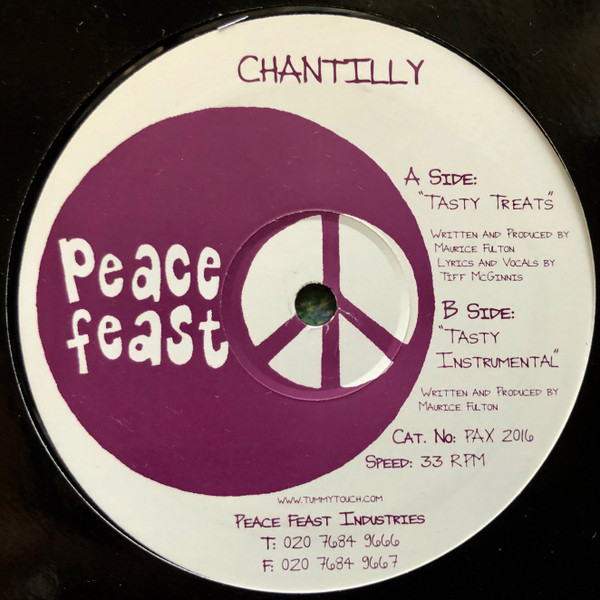 CHANTILLY
Peace
feast
A SIDE:
"TASTY TREATS"
WRITTEN AND PRODUCED BY
MAURICE FULTON
LYRICS AND VOCALS BY
TIFF MCGINNIS
B SIDE:
"TASTY
INSTRUMENTAL"
WRITTEN AND PRODUCED BY
MAURICE FULTON
CAT. NO: PAX 2016
SPEED: 33 RPM
WWW.TUMMYTOUCH.COM
PEACE FEAST INDUSTRIES
T: 020 7684 9666
F: 020 7684 9667